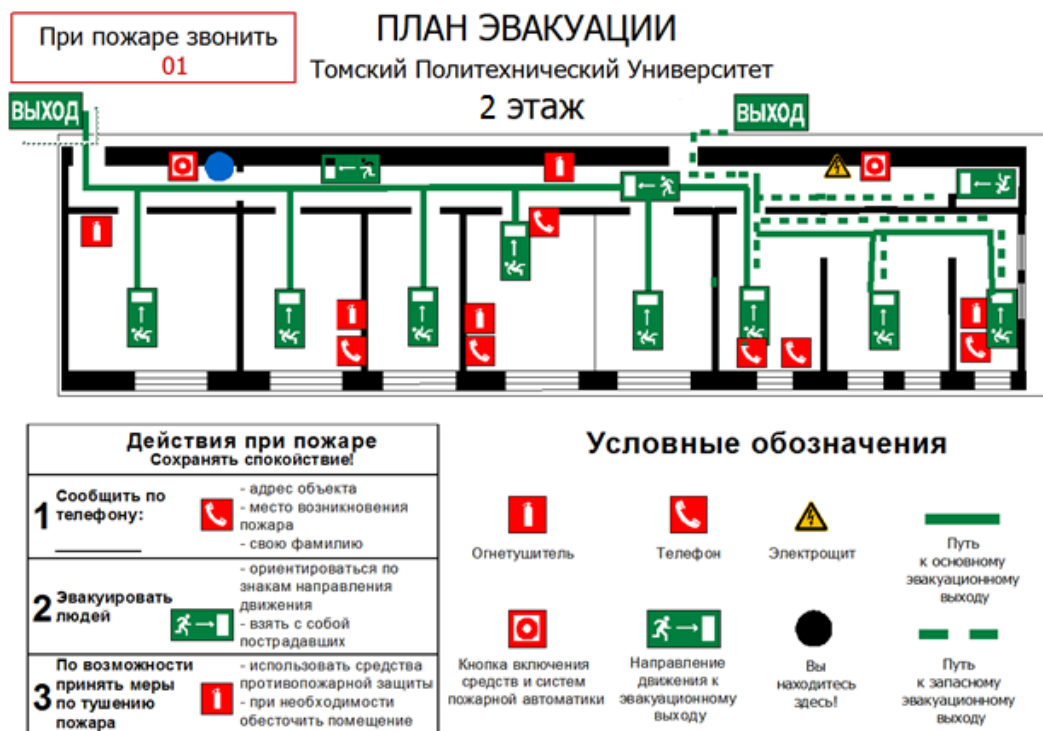 При пожаре звонить
01
ПЛАН ЭВАКУАЦИИ
Томский Политехнический Университет
2 этаж
ВЫХОД
ВЫХОД
Действия при пожаре
Сохранять спокойствие!
1 Сообщить по
телефону:
- адрес объекта
- место возникновения
пожара
- свою фамилию
2 Эвакуировать
людей
- ориентироваться по
знакам направления
движения
- взять с собой
пострадавших
3 По возможности
принять меры
по тушению
пожара
- использовать средства
противопожарной защиты
- при необходимости
обесточить помещение
Условные обозначения
Огнетушитель
Телефон
Электрощит
Путь
к основному
эвакуационному
выходу
Кнопка включения
средств и систем
пожарной автоматики
Направление
движения к
эвакуационному
выходу
Вы
находитесь
здесь!
Путь
к запасному
эвакуационному
выходу